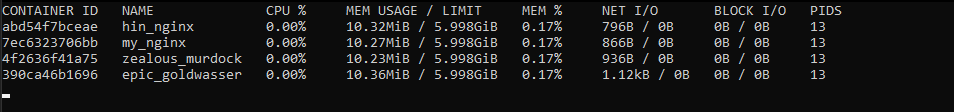 CONTAINER ID NAME CPU % MEM USAGE / LIMIT MEM % NET I/O BLOCK I/O PIDS
abd54f7bceae hin_nginx 0.00% 10.32MiB / 5.998GiB 0.17% 796B / 0B 0B / 0B 13
7ec6323706bb my_nginx 0.00% 10.27MiB / 5.998GiB 0.17% 866B / 0B 0B / 0B 13
4f2636f41a75 zealous_murdock 0.00% 10.23MiB / 5.998GiB 0.17% 936B / 0B 0B / 0B 13
390ca46b1696 epic_goldwasser 0.00% 10.36MiB / 5.998GiB 0.17% 1.12kB / 0B 0B / 0B 13